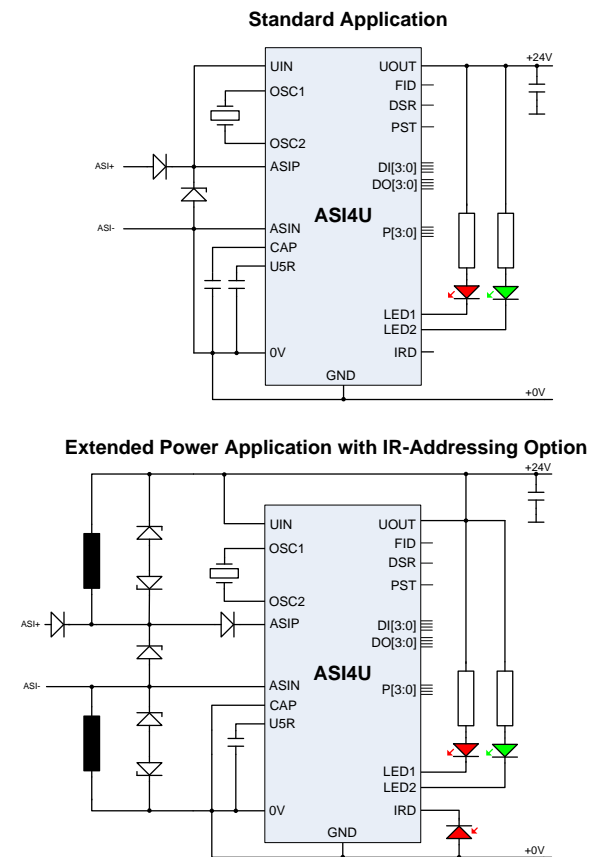 Standard Application
+24V
UIN
UOUT
OSC1
FID
DSR
PST
OSC2
ASI+
ASIP
DI[3:0]
DO[3:0]
ASI4U
ASI-
ASIN
P[3:0]
CAP
U5R
LED1
LED2
0V
IRD
GND
+0V
Extended Power Application with IR-Addressing Option
+24V
UIN
UOUT
OSC1
FID
DSR
PST
OSC2
ASI+
ASIP
DI[3:0]
DO[3:0]
ASI4U
ASI-
ASIN
P[3:0]
CAP
U5R
LED1
LED2
0V
IRD
GND
+0V